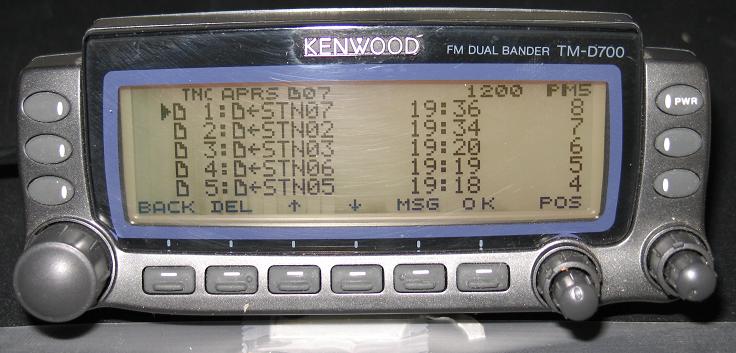 KENWOOD FM DUAL BANDER TM-D700
TNC APRS 07 1200 PM5
1: ←STN07 19:36 8
2: ←STN02 19:34 7
3: ←STN03 19:20 6
4: ←STN06 19:19 5
5: ←STN05 19:18 4
BACK DEL ↑ ↓ MSG OK POS
PWR